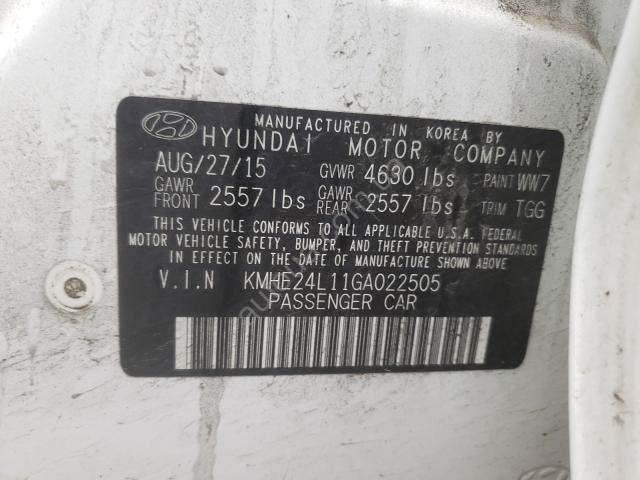 MANUFACTURED IN KOREA BY
HYUNDAI MOTOR COMPANY
AUG/27/15 GVWR 4630 lbs PAINT WW7
GAWR FRONT 2557 lbs GAWR REAR 2557 lbs TRIM TGG
THIS VEHICLE CONFORMS TO ALL APPLICABLE U.S.A. FEDERAL
MOTOR VEHICLE SAFETY, BUMPER, AND THEFT PREVENTION STANDARDS
IN EFFECT ON THE DATE OF MANUFACTURE SHOWN ABOVE.
V.I.N KMHE24L11GA022505
PASSENGER CAR